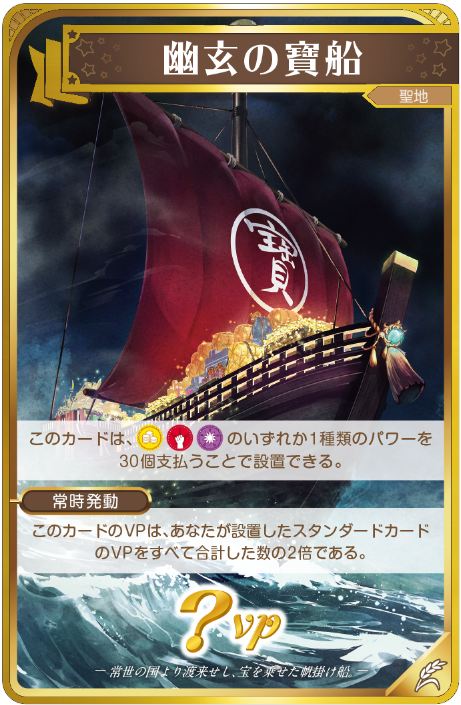 幽玄の寶船
聖地
寶
このカードは、のいずれか1種類のパワーを
30個支払うことで設置できる。
常時発動
このカードのVPは、あなたが設置したスタンダードカード
のVPをすべて合計した数の2倍である。
?VP
― 常世の国より渡来せし、宝を乗せた帆掛け船。―